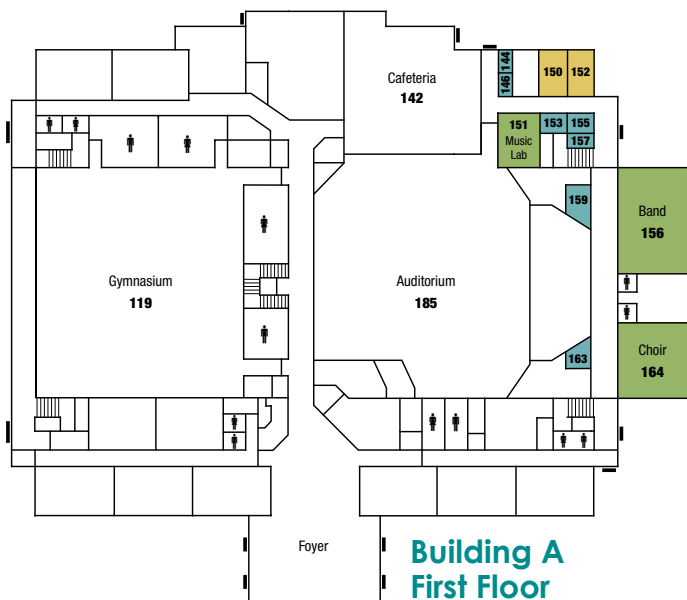 144
146
150
152
Cafeteria
142
151
Music
Lab
153
155
157
159
Band
156
Gymnasium
119
Auditorium
185
163
Choir
164
Foyer
Building A
First Floor